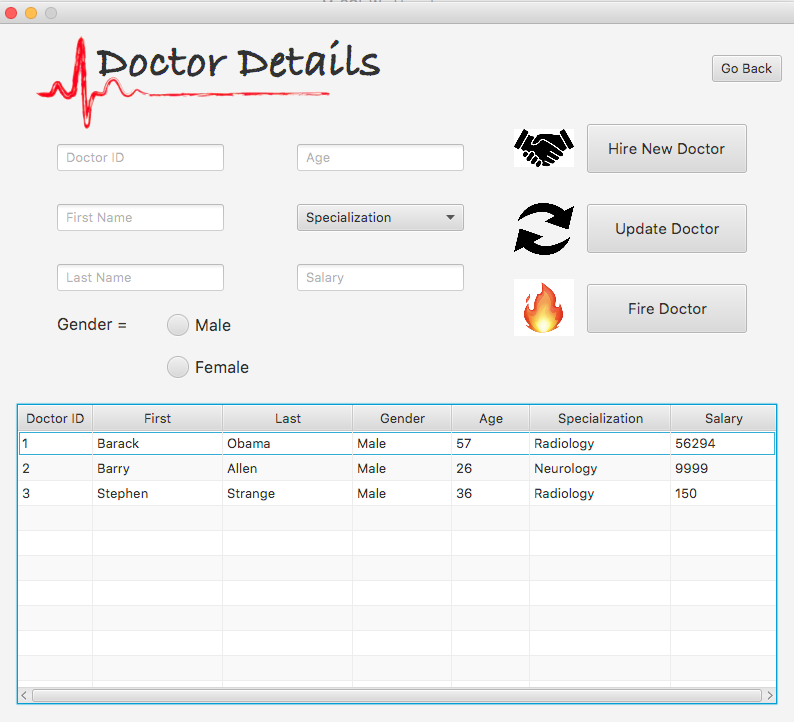 Doctor Details
Go Back
Doctor ID
Age
Hire New Doctor
First Name
Specialization
Update Doctor
Last Name
Salary
Fire Doctor
Gender =
Male
Female
Doctor ID First Last Gender Age Specialization Salary
1 Barack Obama Male 57 Radiology 56294
2 Barry Allen Male 26 Neurology 9999
3 Stephen Strange Male 36 Radiology 150